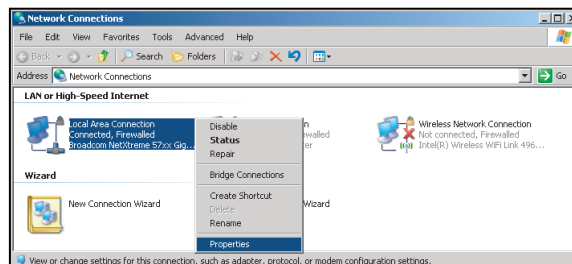 Network Connections
File Edit View Favorites Tools Advanced Help
Back Search Folders
Address Network Connections Go
LAN or High-Speed Internet
Local Area Connection
Connected, Firewalled
Broadcom NetXtreme 57xx Gig...
Disable
Status
Repair
Bridge Connections
Create Shortcut
Delete
Rename
Properties
n
ewalled
ter
Wireless Network Connection
Not connected, Firewalled
Intel(R) Wireless WiFi Link 496...
Wizard
New Connection Wizard
Wizard
View or change settings for this connection, such as adapter, protocol, or modem configuration settings.